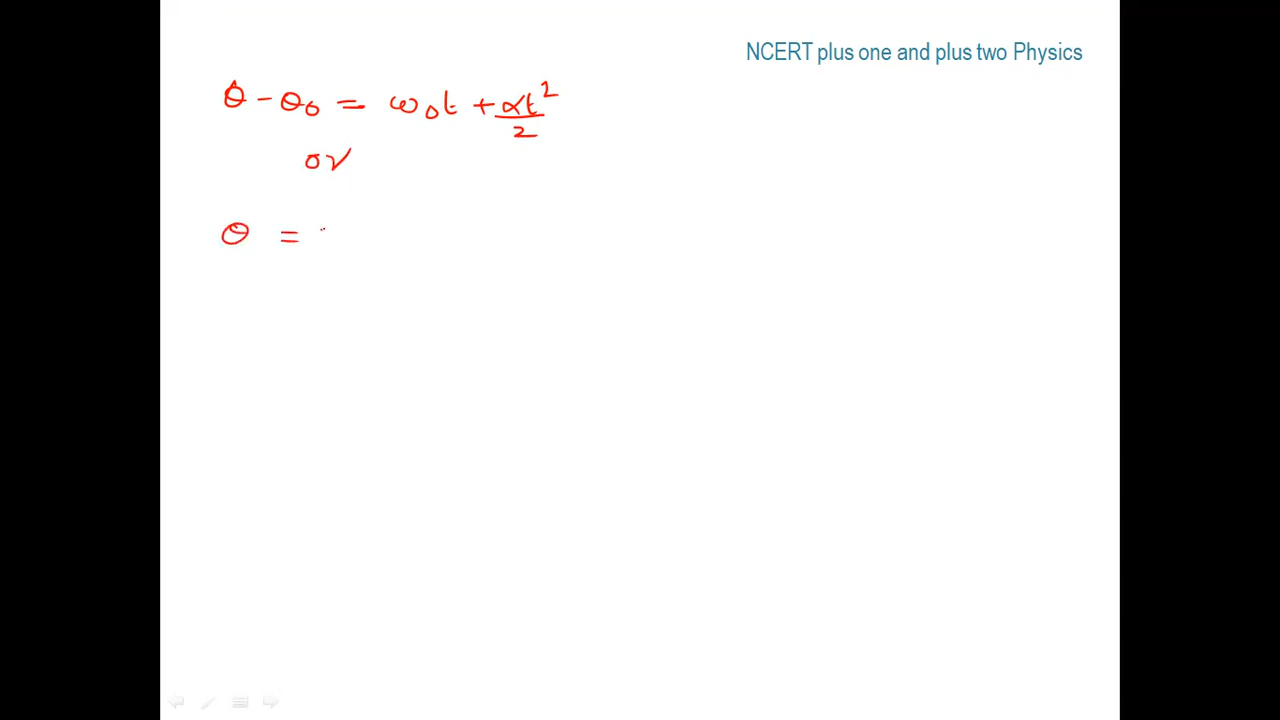 NCERT plus one and plus two Physics
θ - θ₀ = ω₀t + αt²/2
or
θ =